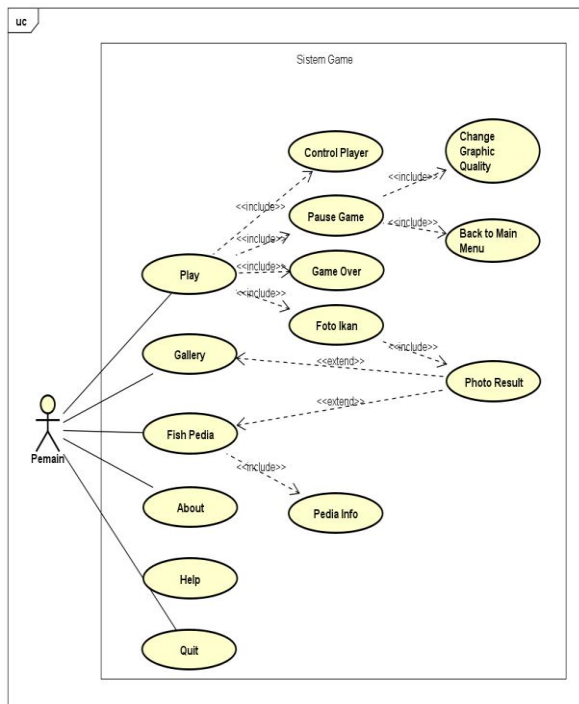 uc
Sistem Game
Control Player
Change
Graphic
Quality
<<include>>
<<include>>
Pause Game
<<include>>
Back to Main
Menu
<<include>>
<<include>>
Play
Game Over
<<include>>
Foto Ikan
<<include>>
Gallery
<<extend>>
Photo Result
<<extend>>
Fish Pedia
Pemain
<<include>>
About
Pedia Info
Help
Quit